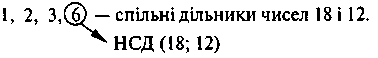 1, 2, 3, 6 — спільні дільники чисел 18 і 12.
НСД (18; 12)